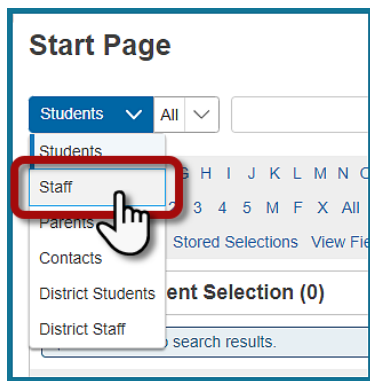 Start Page
Students All
Students
G H I J K L M N
Staff
2 3 4 5 M F X All
Parents
Stored Selections View Fie
Contacts
District Students ent Selection (0)
District Staff
search results.